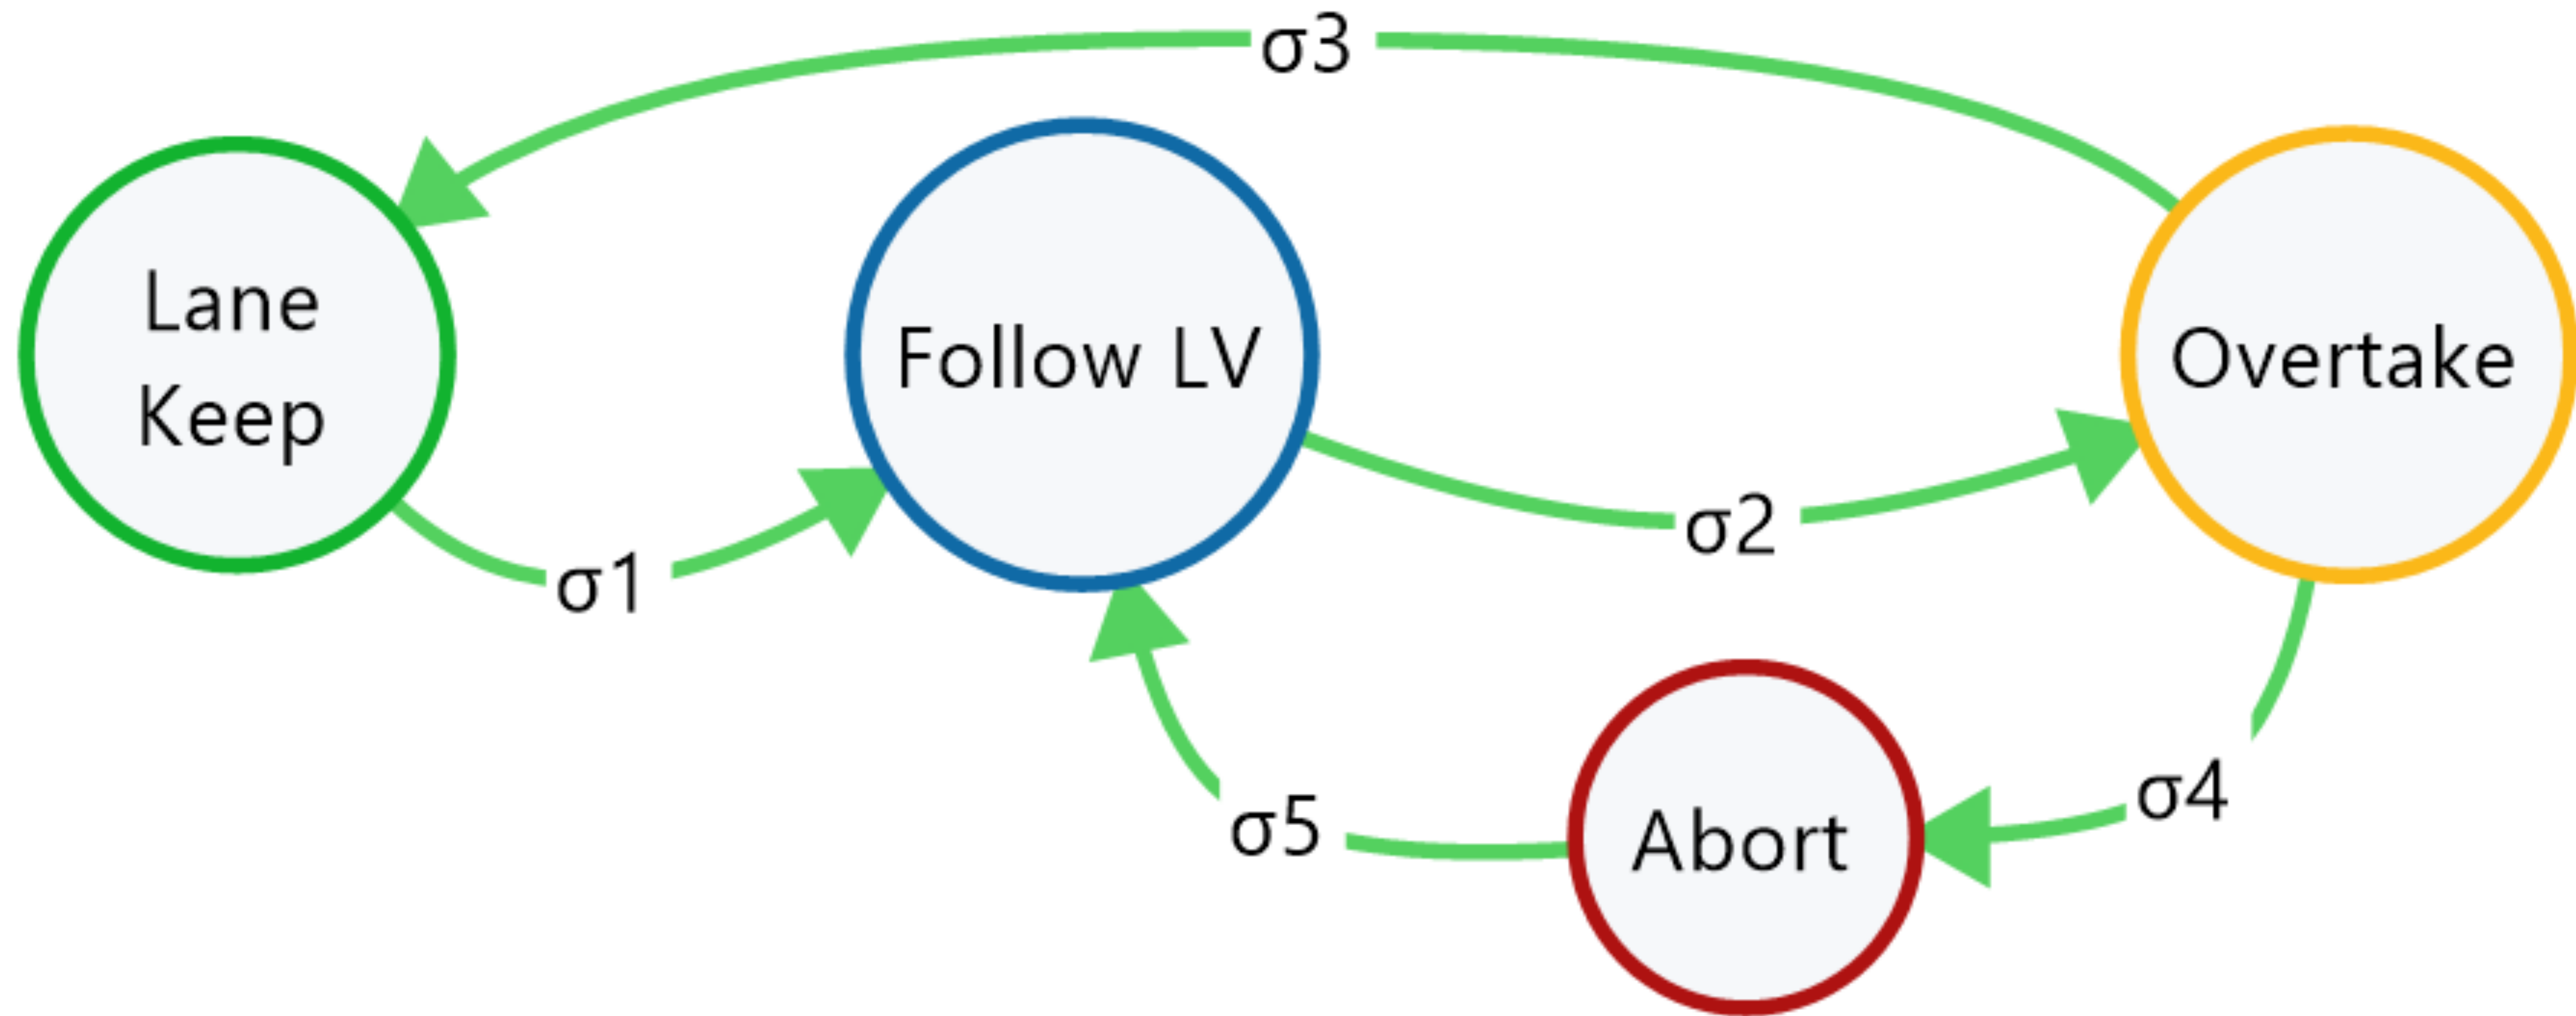 σ3
Lane
Keep
Follow LV
Overtake
σ2
σ1
σ4
σ5
Abort